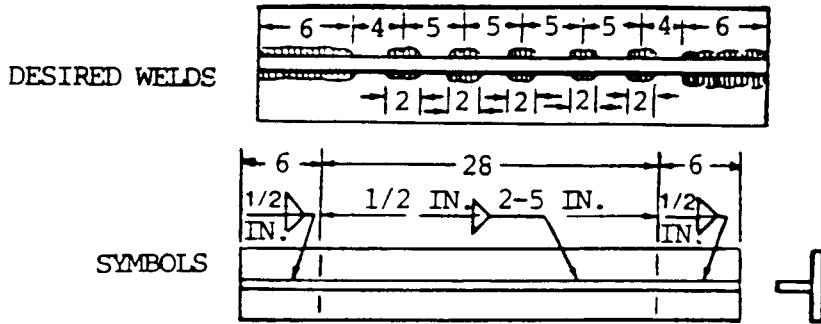 6 4 5 5 5 5 4 6
DESIRED WELDS
2 2 2 2 2
6 28 6
1/2 1/2 IN. 2-5 IN. 1/2
IN. IN.
SYMBOLS